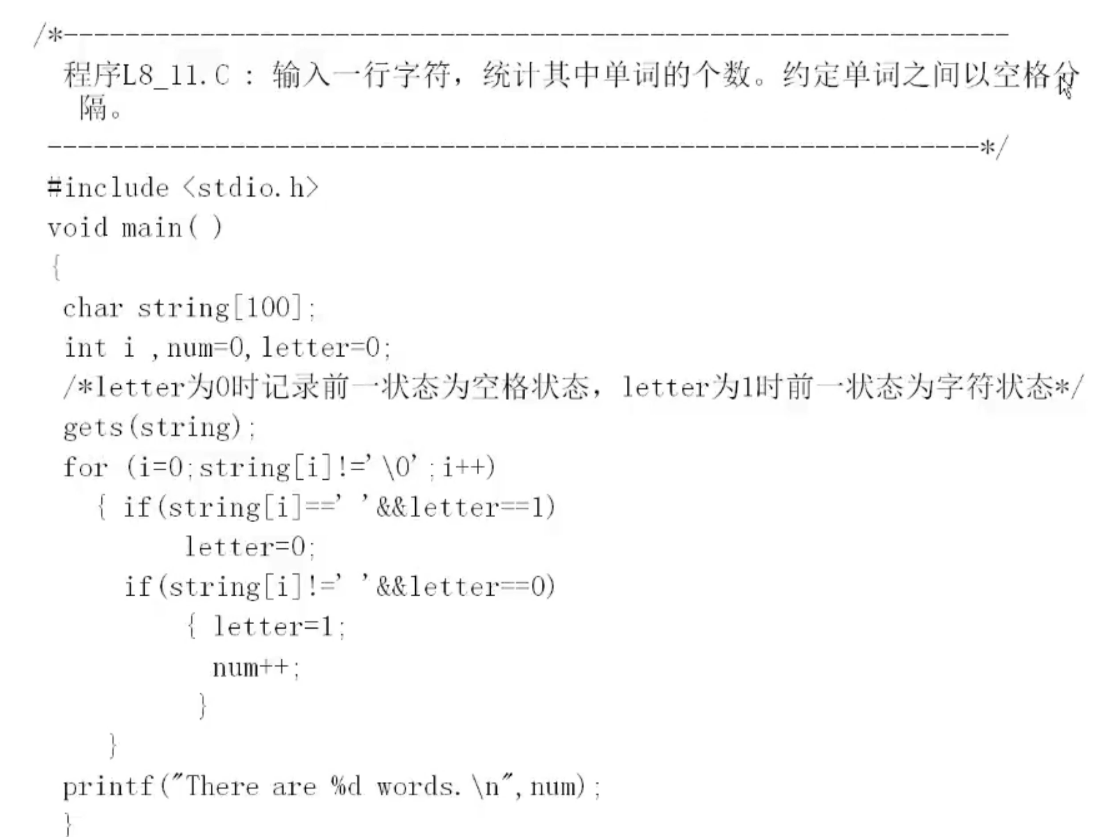 /*-------------------------------------------------------------
程序L8_11.C : 输入一行字符，统计其中单词的个数。约定单词之间以空格分
隔。
-------------------------------------------------------------*/
#include <stdio.h>
void main( )
{
char string[100];
int i ,num=0,letter=0;
/*letter为0时记录前一状态为空格状态，letter为1时前一状态为字符状态*/
gets(string);
for (i=0;string[i]!='\0';i++)
{ if(string[i]==' '&&letter==1)
letter=0;
if(string[i]!=' '&&letter==0)
{ letter=1;
num++;
}
}
printf("There are %d words.\n",num);
}